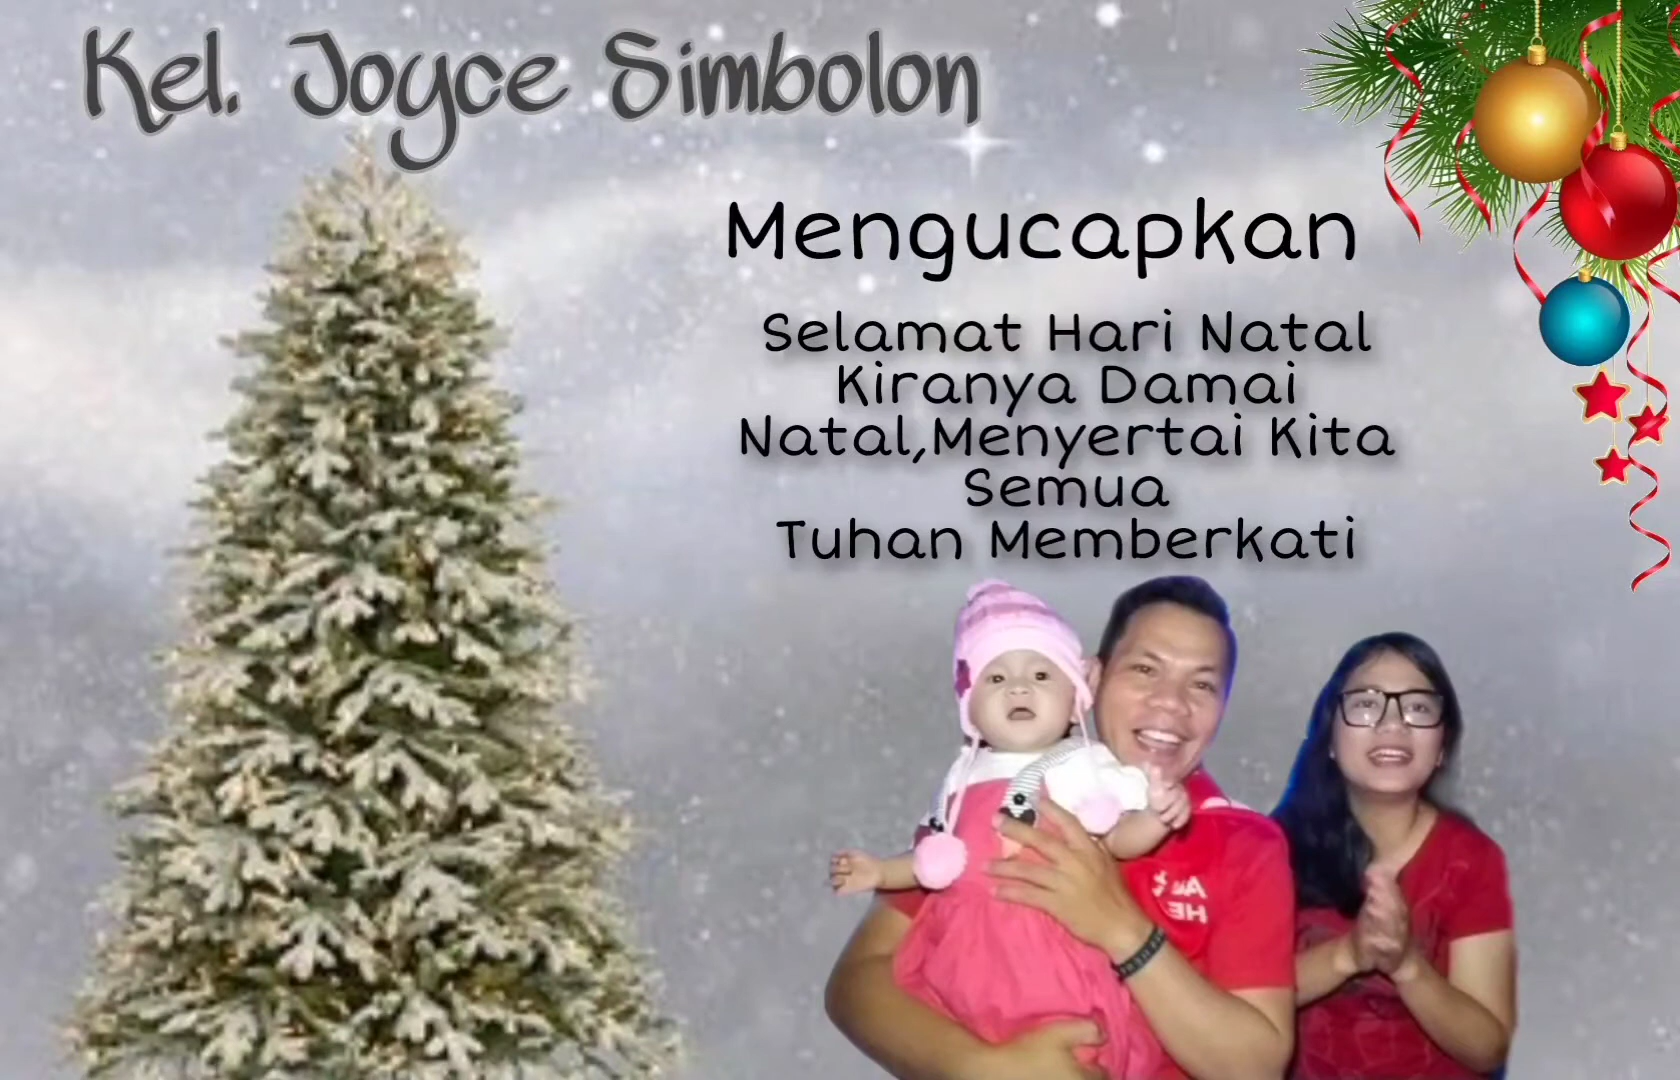 Kel. Joyce Simbolon
Mengucapkan
Selamat Hari Natal
Kiranya Damai
Natal,Menyertai Kita
Semua
Tuhan Memberkati